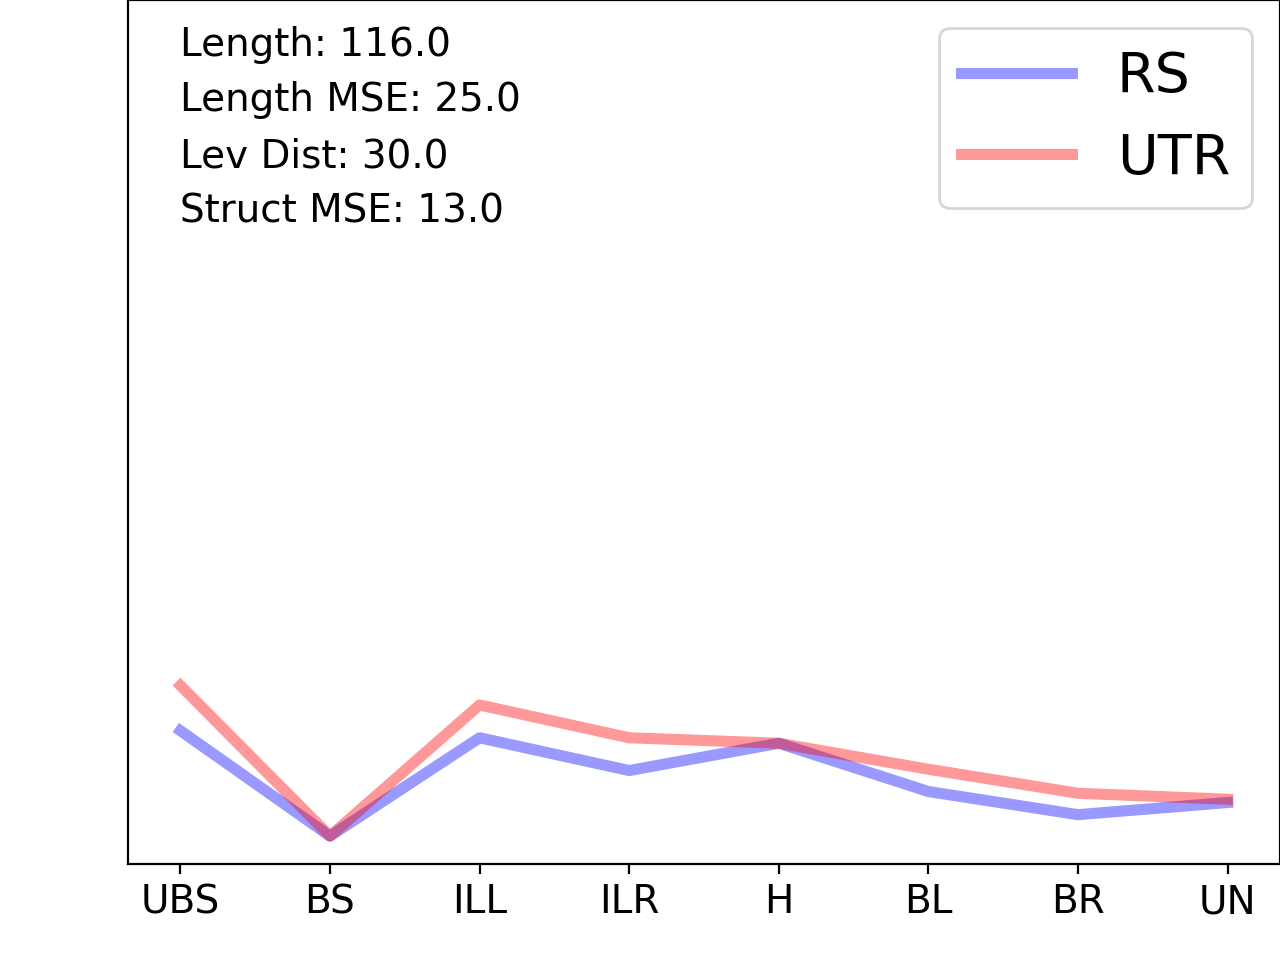 Length: 116.0
Length MSE: 25.0
Lev Dist: 30.0
Struct MSE: 13.0
RS
UTR
UBS BS ILL ILR H BL BR UN